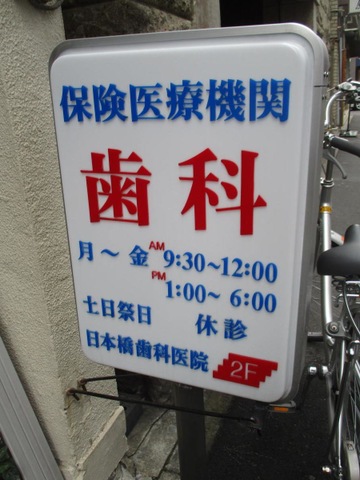 保険医療機関
歯科
月～金 AM 9:30~12:00
PM 1:00~ 6:00
土日祭日 休診
日本橋歯科医院 2F